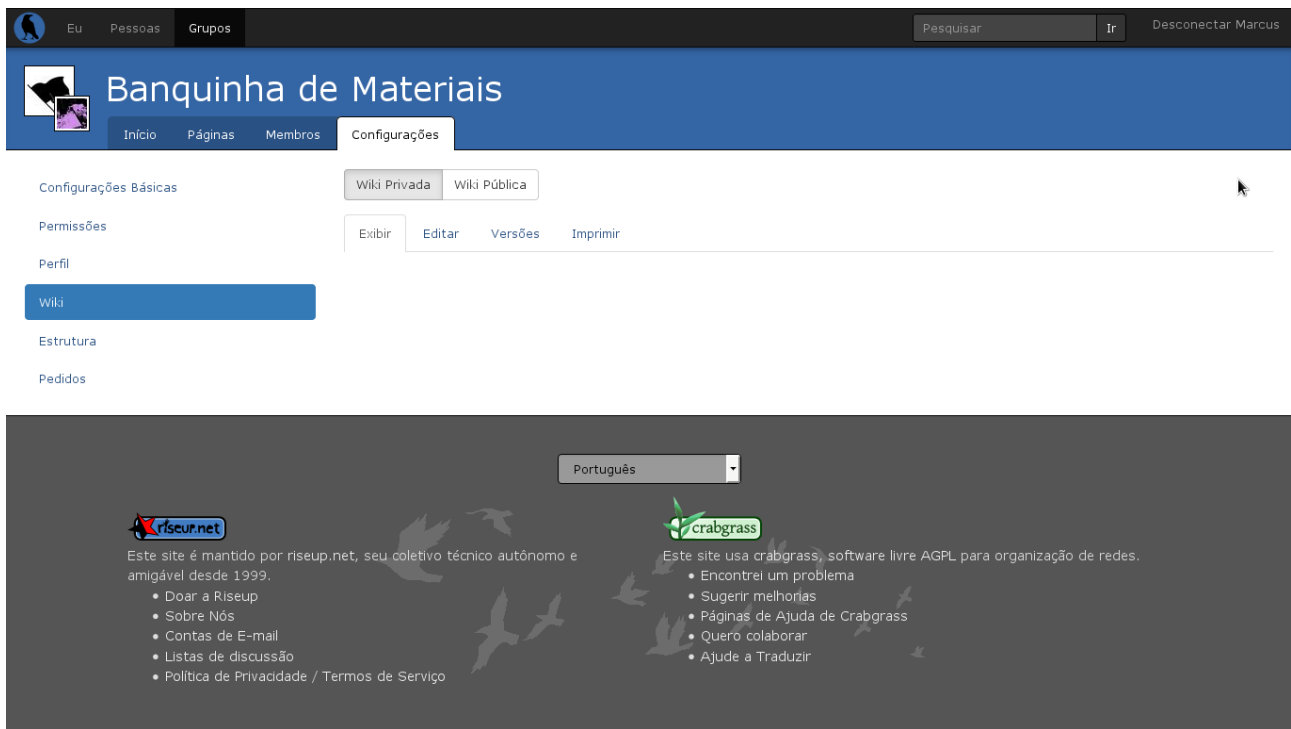 Eu Pessoas Grupos Pesquisar Ir Desconectar Marcus
Banquinha de Materiais
Início Páginas Membros Configurações
Configurações Básicas
Permissões
Perfil
Wiki
Estrutura
Pedidos
Wiki Privada Wiki Pública
Exibir Editar Versões Imprimir
Português
riseup.net
Este site é mantido por riseup.net, seu coletivo técnico autônomo e
amigável desde 1999.
• Doar a Riseup
• Sobre Nós
• Contas de E-mail
• Listas de discussão
• Política de Privacidade / Termos de Serviço
crabgrass
Este site usa crabgrass, software livre AGPL para organização de redes.
• Encontrei um problema
• Sugerir melhorias
• Páginas de Ajuda de Crabgrass
• Quero colaborar
• Ajude a Traduzir